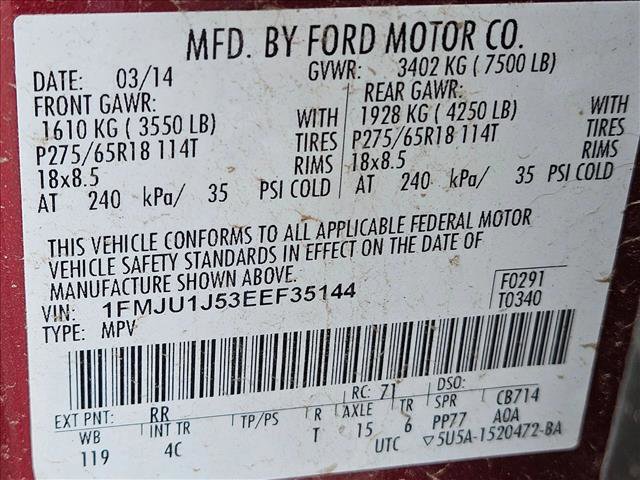 MFD. BY FORD MOTOR CO.
DATE: 03/14 GVWR: 3402 KG ( 7500 LB)
FRONT GAWR: REAR GAWR:
1610 KG ( 3550 LB) WITH 1928 KG ( 4250 LB) WITH
P275/65R18 114T TIRES P275/65R18 114T TIRES
18x8.5 RIMS 18x8.5 RIMS
AT 240 kPa/ 35 PSI COLD AT 240 kPa/ 35 PSI COLD
THIS VEHICLE CONFORMS TO ALL APPLICABLE FEDERAL MOTOR
VEHICLE SAFETY STANDARDS IN EFFECT ON THE DATE OF
MANUFACTURE SHOWN ABOVE.
VIN: 1FMJU1J53EEF35144 F0291
TYPE: MPV T0340
EXT PNT: RR RC: 71 DSO:
WB INT TR TP/PS R AXLE TR SPR CB714
119 4C T 15 6 PP77 A0A
UTC ▽5U5A-1520472-BA